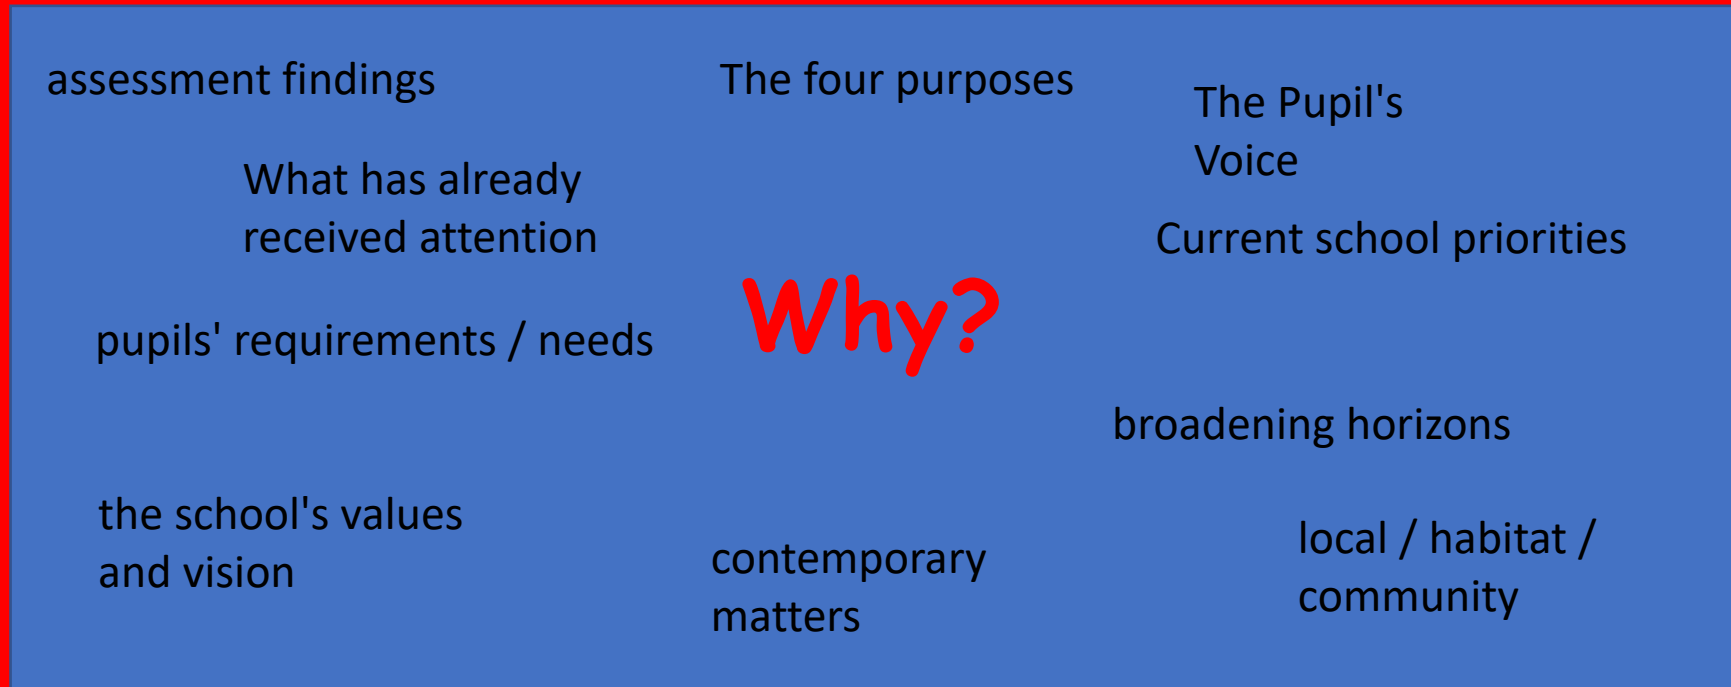 assessment findings
The four purposes
The Pupil's
Voice
What has already
received attention
Current school priorities
Why?
pupils' requirements / needs
broadening horizons
the school's values
and vision
contemporary
matters
local / habitat /
community